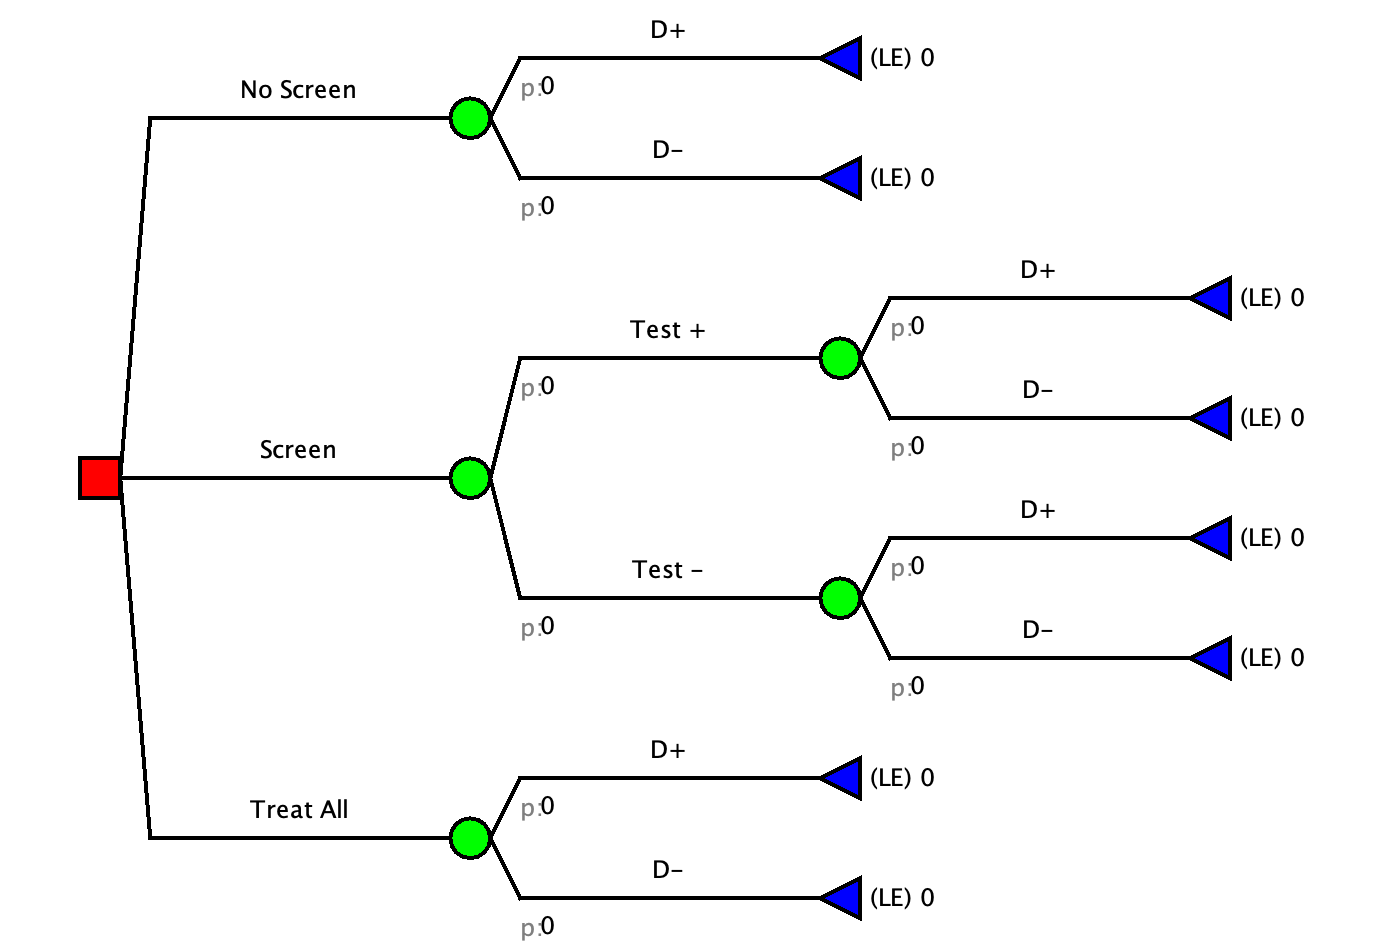 D+
(LE) 0
p:0
No Screen
D-
(LE) 0
p:0
D+
(LE) 0
p:0
Test +
p:0
D-
(LE) 0
p:0
Screen
D+
(LE) 0
p:0
Test -
p:0
D-
(LE) 0
p:0
D+
(LE) 0
p:0
Treat All
D-
(LE) 0
p:0